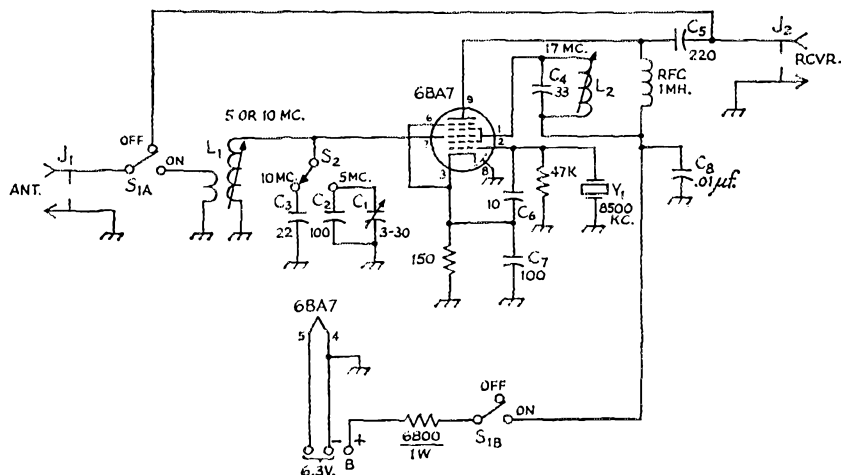 C5
J2
220
RCVR.
17 MC.
C4
33
L2
RFC
1MH.
6BA7
9
6
7
1
2
3
8
5 OR 10 MC.
OFF
L1
J1
ON
S1A
ANT.
S2
10 MC.
5MC.
C3
C2
C1
22
100
3-30
47K
10
C6
Y1
8500
KC.
C8
.01µf.
150
C7
100
6BA7
5
4
OFF
ON
S1B
6800
1W
- +
6.3V.
B